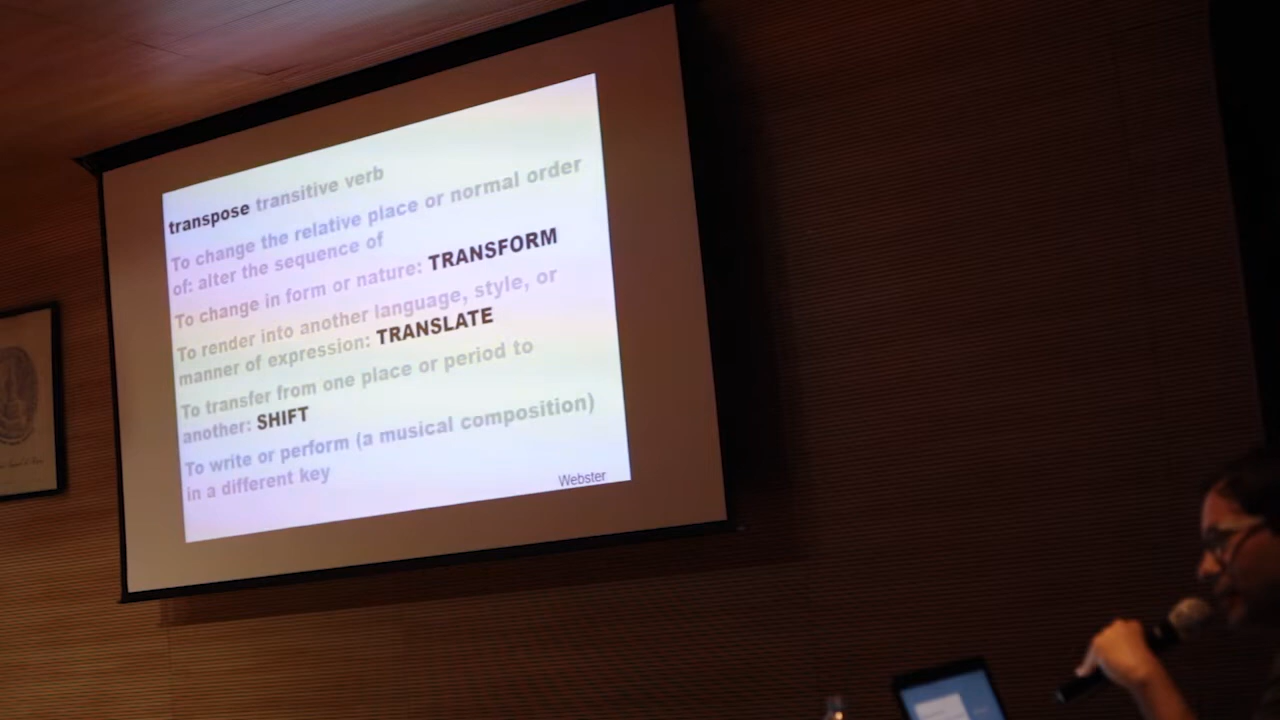 transpose transitive verb
To change the relative place or normal order
of: alter the sequence of
To change in form or nature: TRANSFORM
To render into another language, style, or
manner of expression: TRANSLATE
To transfer from one place or period to
another: SHIFT
To write or perform (a musical composition)
in a different key
Webster